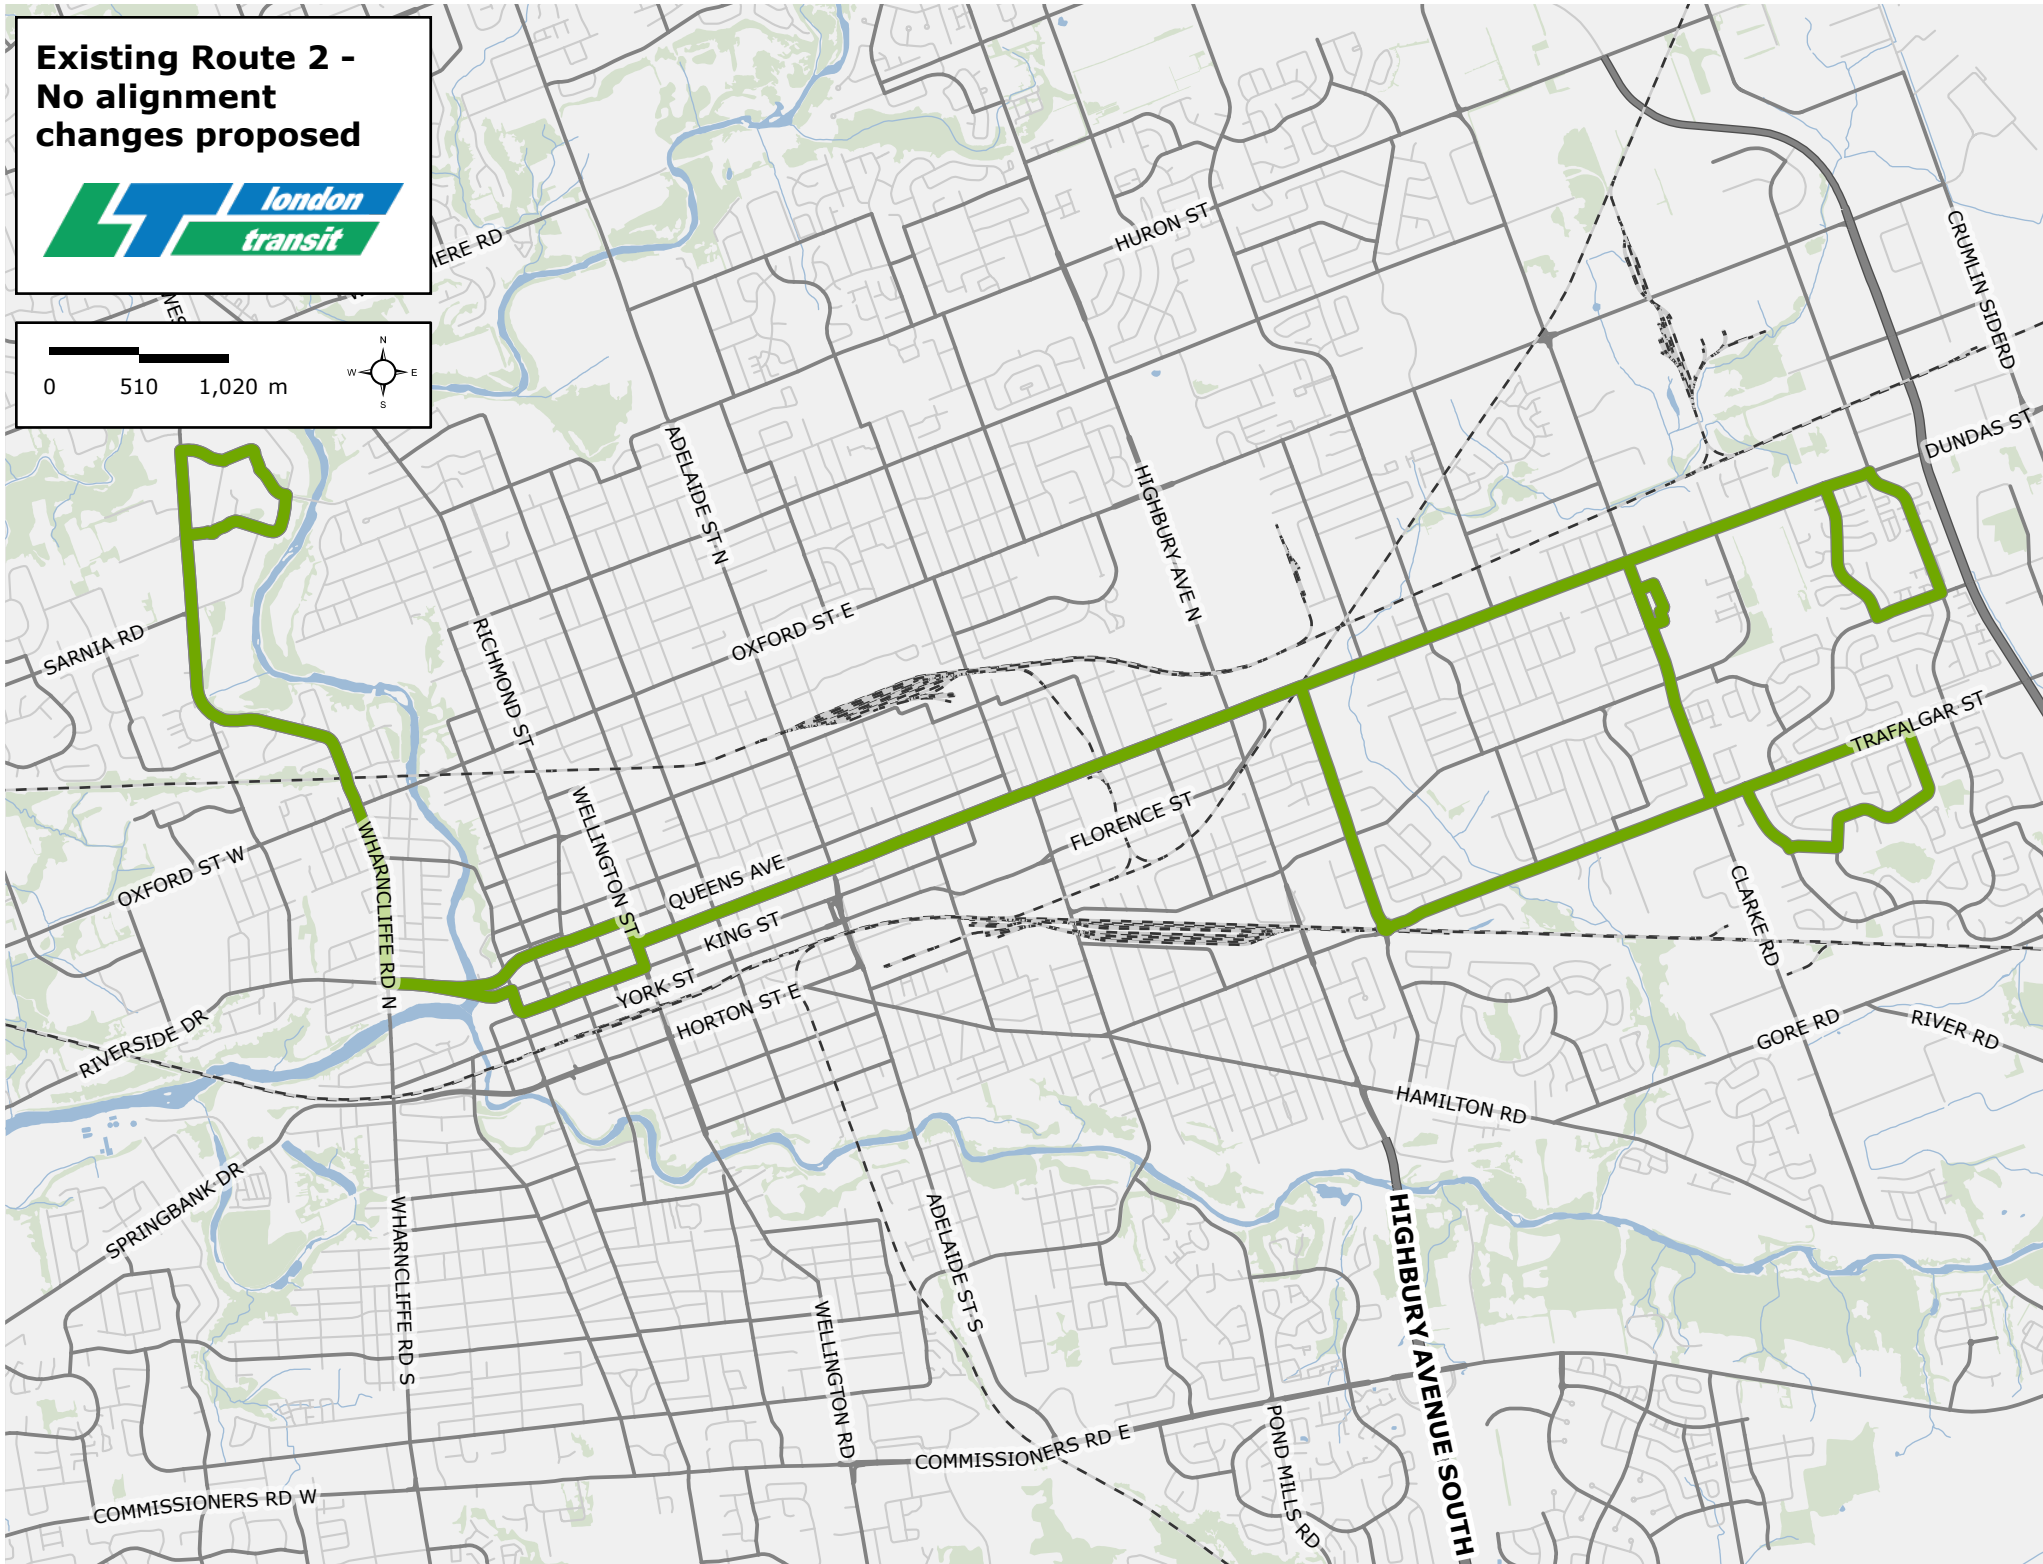 Existing Route 2 -
No alignment
changes proposed
london
transit
0 510 1,020 m
N
W E
S
HURON ST
CRUMLIN SIDERD
DUNDAS ST
ADELAIDE ST N
HIGHBURY AVE N
OXFORD ST E
SARNIA RD
RICHMOND ST
TRAFALGAR ST
WELLINGTON ST
FLORENCE ST
WHARNCLIFFE RD N
OXFORD ST W
QUEENS AVE
KING ST
CLARKE RD
YORK ST
HORTON ST E
RIVERSIDE DR
GORE RD
RIVER RD
HAMILTON RD
SPRINGBANK DR
WHARNCLIFFE RD S
ADELAIDE ST S
HIGHBURY AVENUE SOUTH
WELLINGTON RD
COMMISSIONERS RD E
POND MILLS RD
COMMISSIONERS RD W